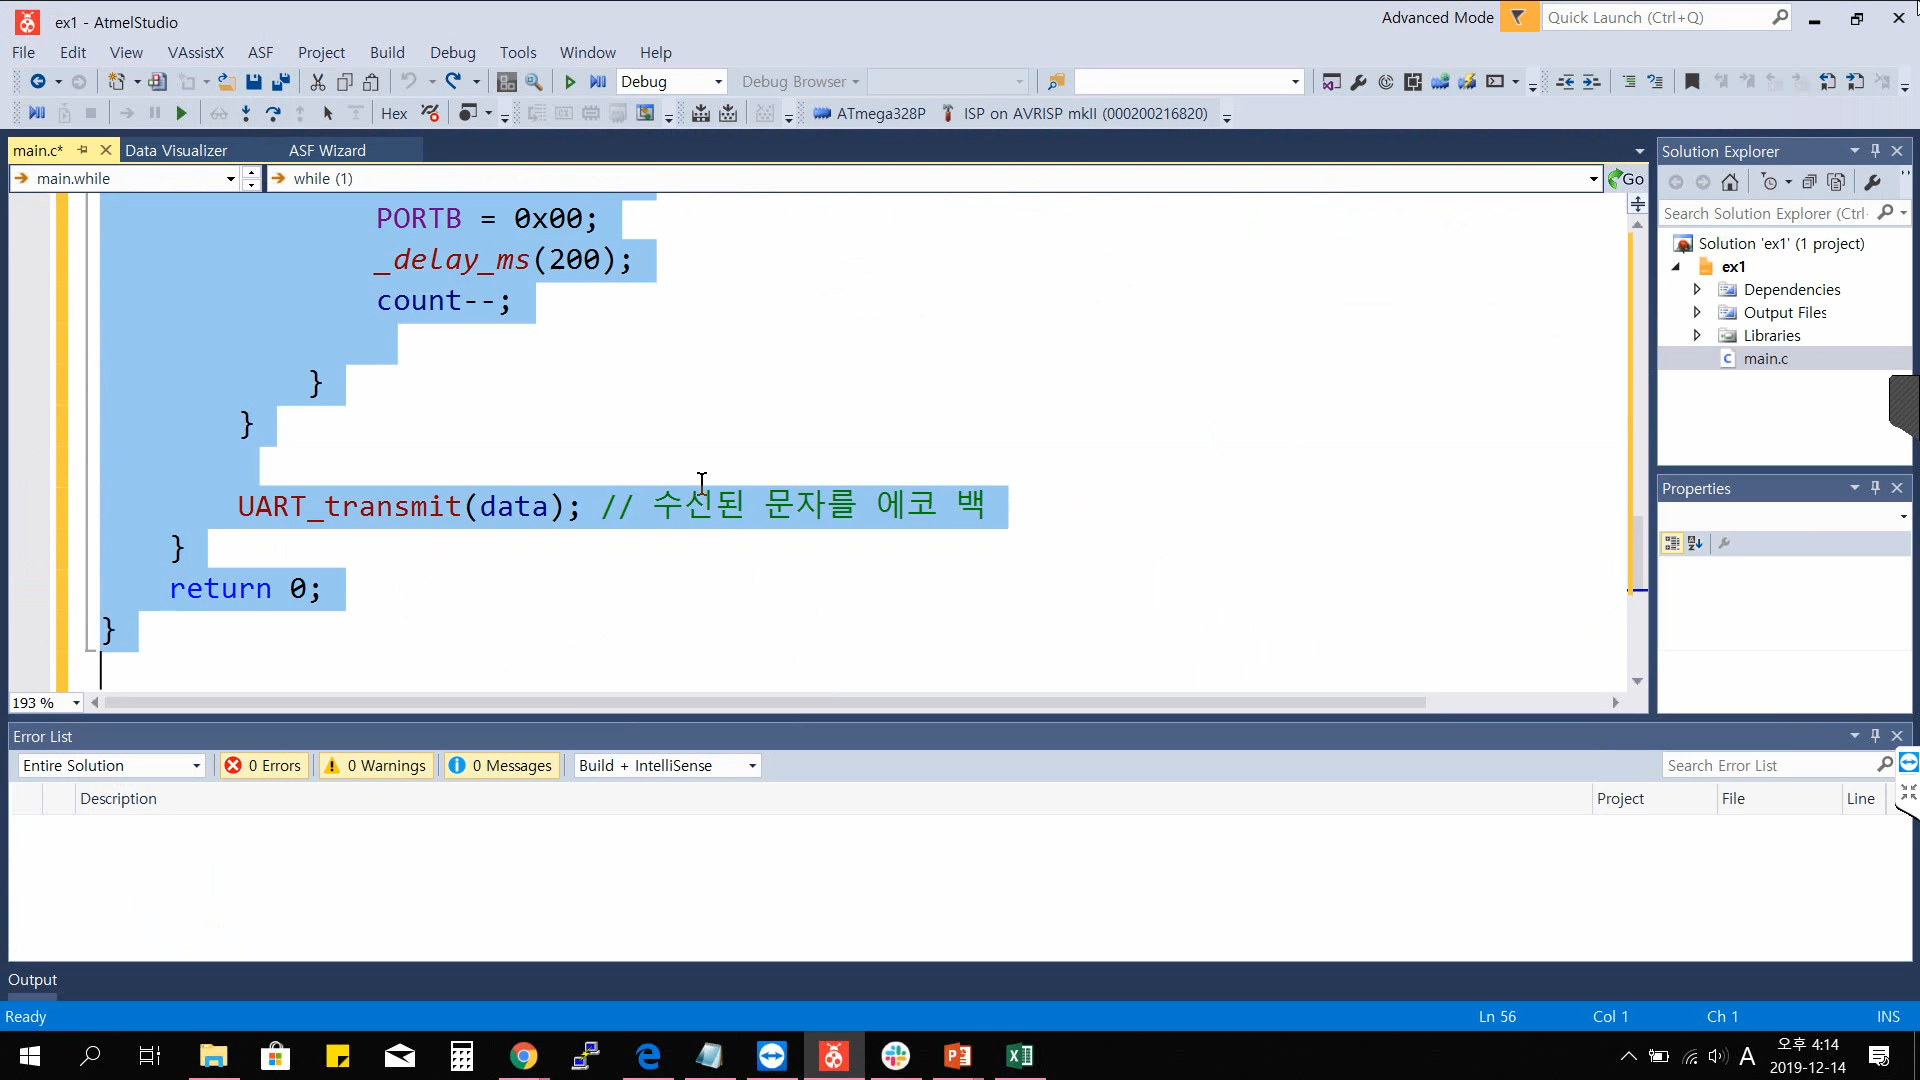 ex1 - AtmelStudio
Advanced Mode
Quick Launch (Ctrl+Q)
File Edit View VAssistX ASF Project Build Debug Tools Window Help
Debug
Debug Browser
Hex
ATmega328P
ISP on AVRISP mkII (000200216820)
main.c*
Data Visualizer
ASF Wizard
main.while
while (1)
Go
PORTB = 0x00;
_delay_ms(200);
count--;
}
}
UART_transmit(data); // 수신된 문자를 에코 백
}
return 0;
}
193 %
Solution Explorer
Search Solution Explorer (Ctrl
Solution 'ex1' (1 project)
ex1
Dependencies
Output Files
Libraries
main.c
Properties
Error List
Entire Solution
0 Errors
0 Warnings
0 Messages
Build + IntelliSense
Search Error List
Description
Project
File
Line
Output
Ready
Ln 56
Col 1
Ch 1
INS
A
오후 4:14
2019-12-14